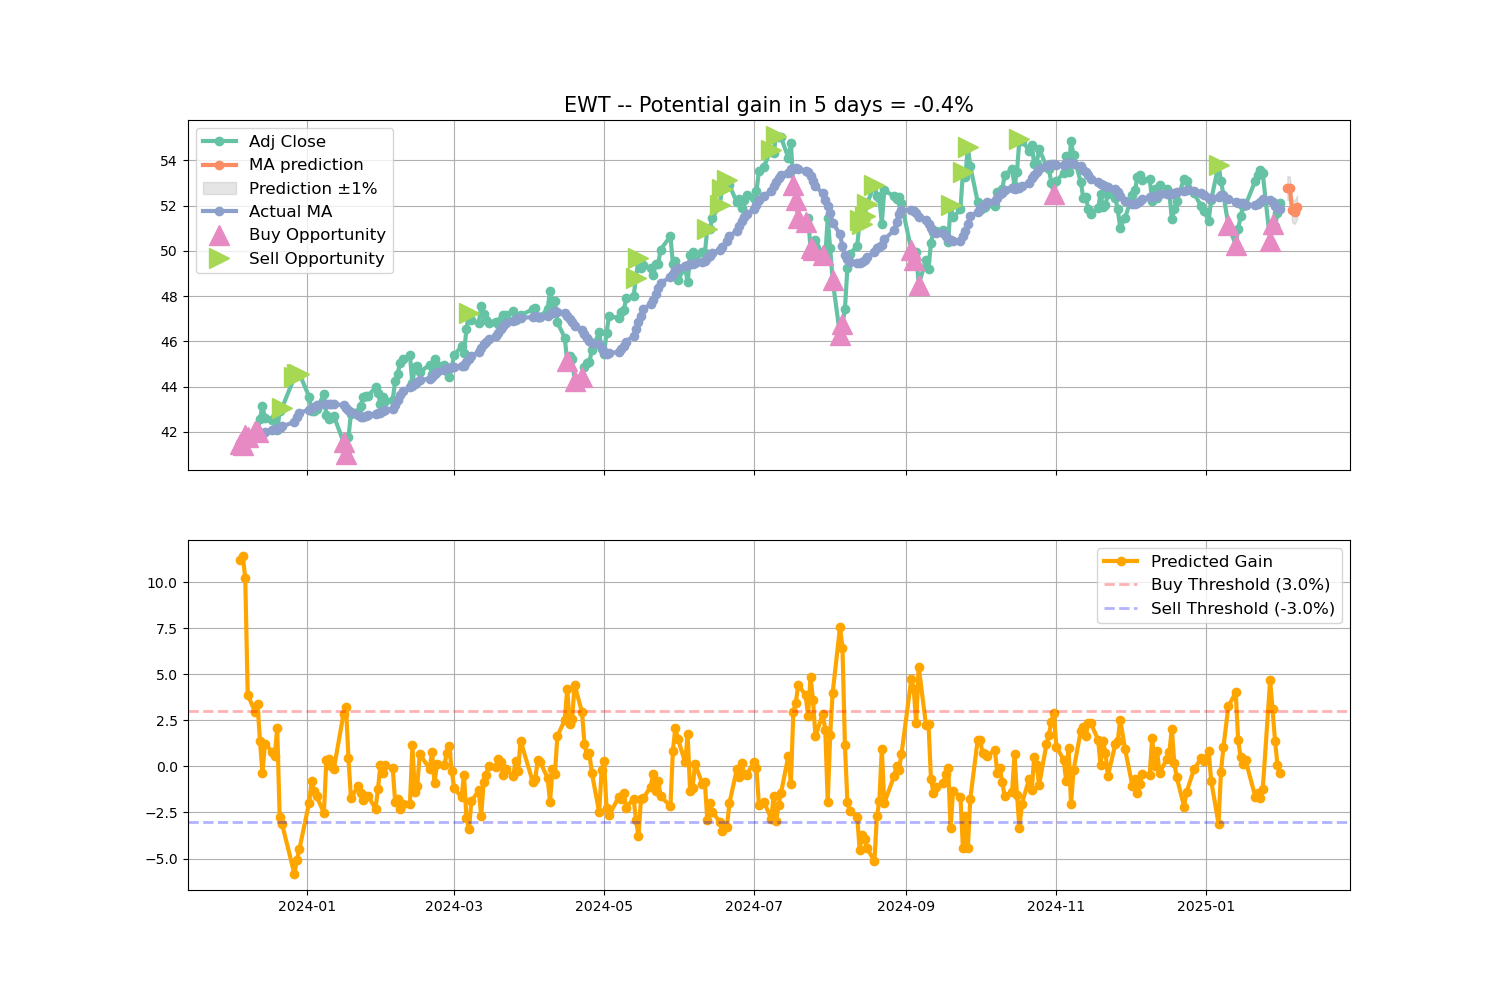 EWT -- Potential gain in 5 days = -0.4%
Adj Close
MA prediction
Prediction ±1%
Actual MA
Buy Opportunity
Sell Opportunity
54
52
50
48
46
44
42
Predicted Gain
Buy Threshold (3.0%)
Sell Threshold (-3.0%)
10.0
7.5
5.0
2.5
0.0
−2.5
−5.0
2024-01 2024-03 2024-05 2024-07 2024-09 2024-11 2025-01